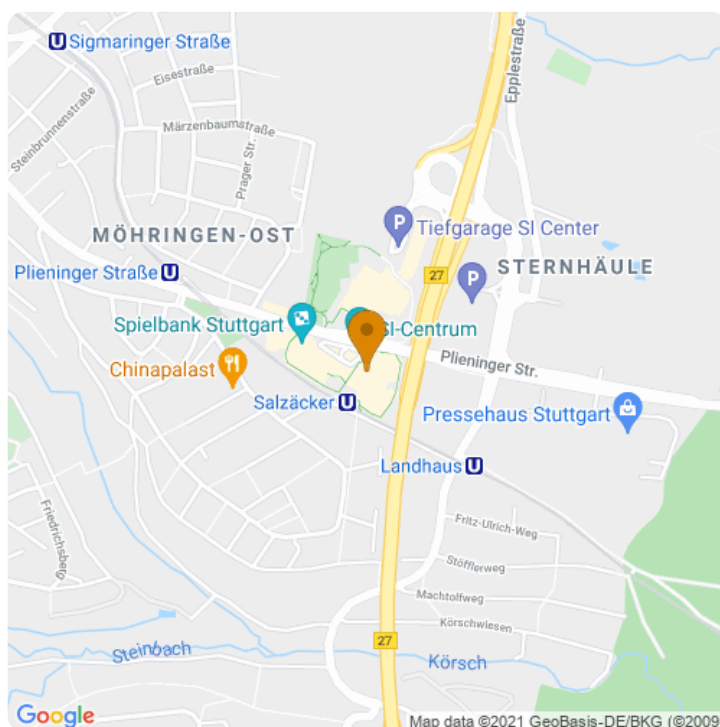 Sigmaringer Straße
Eisestraße
Epplestraße
Steinbrunnenstraße
Märzenbaumstraße
Prager Str.
MÖHRINGEN-OST
Tiefgarage SI Center
STERNHÄULE
Plieninger Straße
27
Spielbank Stuttgart
SI-Centrum
Plieninger Str.
Chinapalast
Salzäcker
Pressehaus Stuttgart
Landhaus
Friedrichsberg
Fritz-Ulrich-Weg
Stöfflerweg
Machtolfweg
Körschwiesen
27
Steinbach
Körsch
Google
Map data ©2021 GeoBasis-DE/BKG (©2009